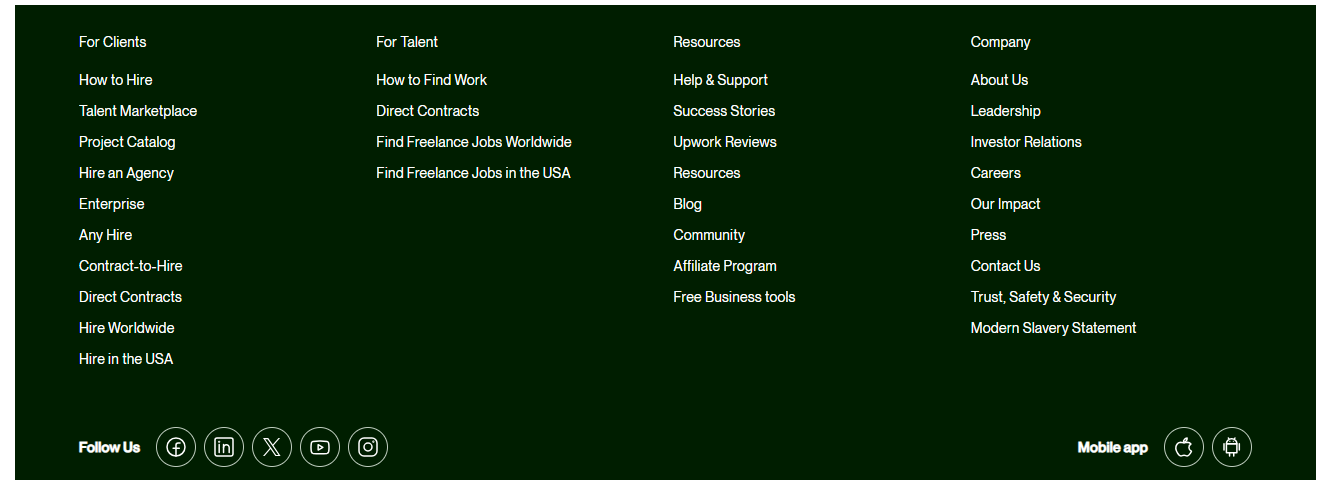 For Clients
How to Hire
Talent Marketplace
Project Catalog
Hire an Agency
Enterprise
Any Hire
Contract-to-Hire
Direct Contracts
Hire Worldwide
Hire in the USA
For Talent
How to Find Work
Direct Contracts
Find Freelance Jobs Worldwide
Find Freelance Jobs in the USA
Resources
Help & Support
Success Stories
Upwork Reviews
Resources
Blog
Community
Affiliate Program
Free Business tools
Company
About Us
Leadership
Investor Relations
Careers
Our Impact
Press
Contact Us
Trust, Safety & Security
Modern Slavery Statement
Follow Us
Mobile app